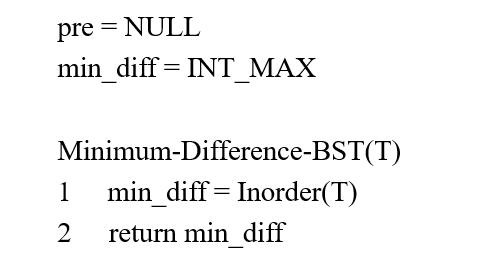 pre = NULL
min_diff = INT_MAX
Minimum-Difference-BST(T)
1 min_diff = Inorder(T)
2 return min_diff